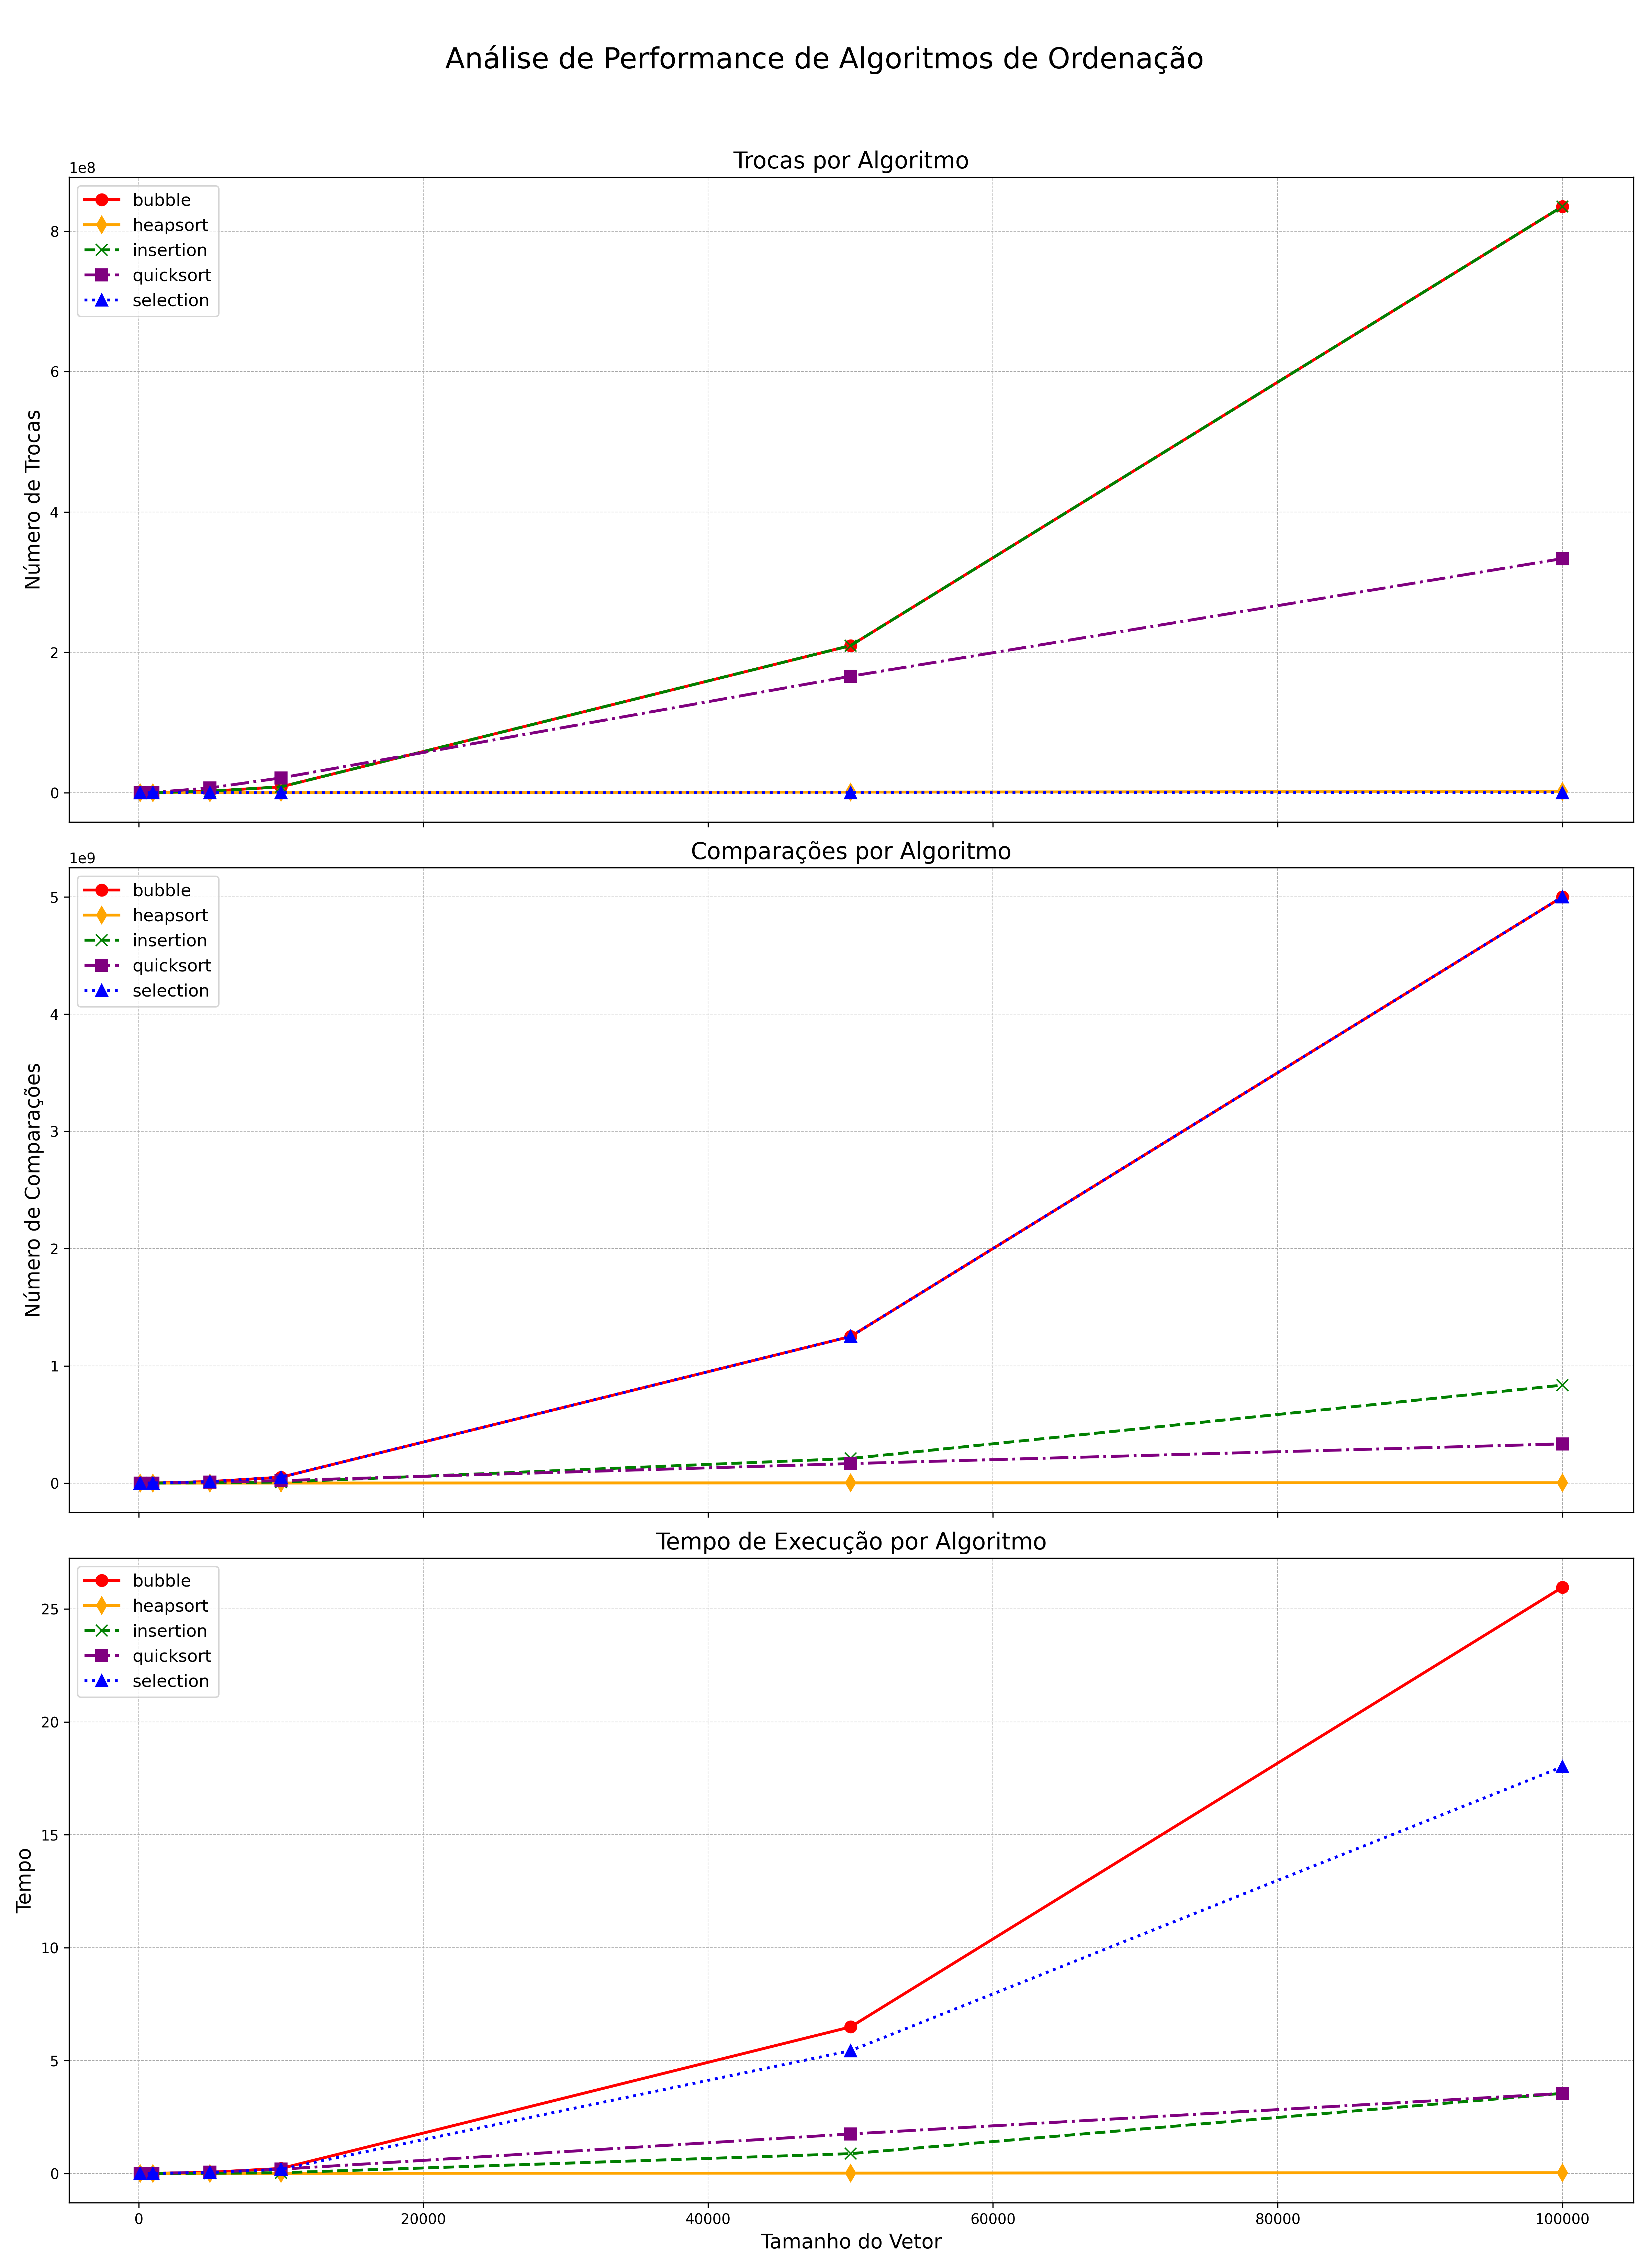 Análise de Performance de Algoritmos de Ordenação
Trocas por Algoritmo
1e8
bubble
heapsort
insertion
quicksort
selection
8
6
4
2
0
Número de Trocas
Comparações por Algoritmo
1e9
bubble
heapsort
insertion
quicksort
selection
5
4
3
2
1
0
Número de Comparações
Tempo de Execução por Algoritmo
bubble
heapsort
insertion
quicksort
selection
25
20
15
10
5
0
Tempo
0 20000 40000 60000 80000 100000
Tamanho do Vetor